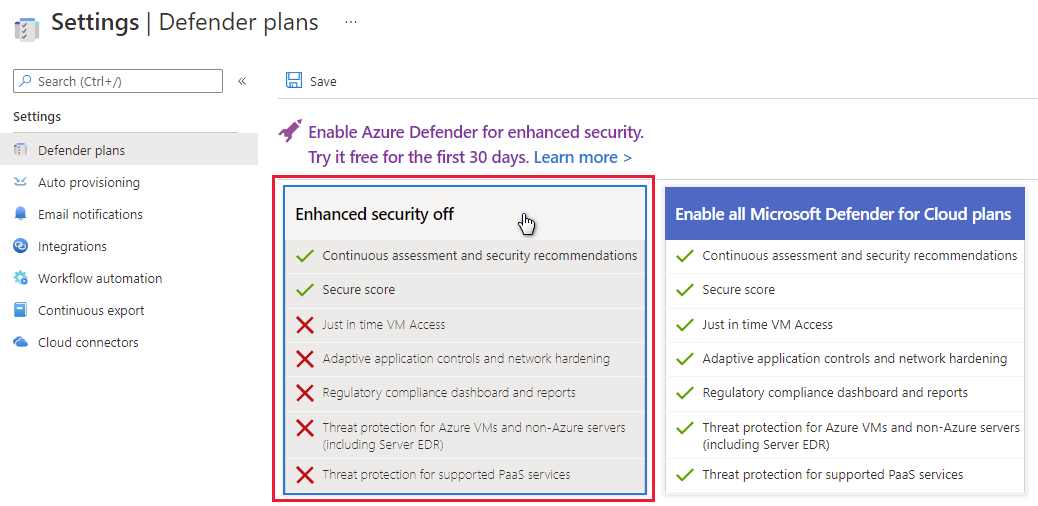 Settings | Defender plans ...
Search (Ctrl+/) «
Settings
Defender plans
Auto provisioning
Email notifications
Integrations
Workflow automation
Continuous export
Cloud connectors
Save
Enable Azure Defender for enhanced security.
Try it free for the first 30 days. Learn more >
Enhanced security off
Continuous assessment and security recommendations
Secure score
Just in time VM Access
Adaptive application controls and network hardening
Regulatory compliance dashboard and reports
Threat protection for Azure VMs and non-Azure servers
(including Server EDR)
Threat protection for supported PaaS services
Enable all Microsoft Defender for Cloud plans
Continuous assessment and security recommendations
Secure score
Just in time VM Access
Adaptive application controls and network hardening
Regulatory compliance dashboard and reports
Threat protection for Azure VMs and non-Azure servers
(including Server EDR)
Threat protection for supported PaaS services